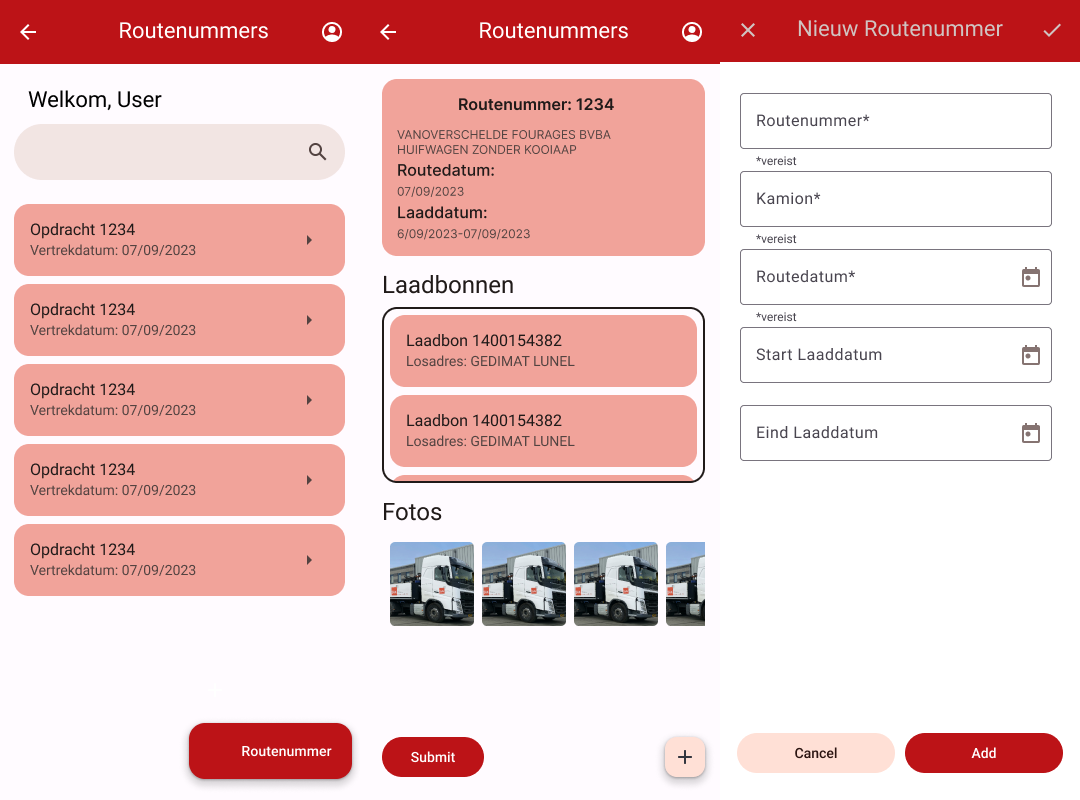 Routenummers
Welkom, User
Opdracht 1234
Vertrekdatum: 07/09/2023
Opdracht 1234
Vertrekdatum: 07/09/2023
Opdracht 1234
Vertrekdatum: 07/09/2023
Opdracht 1234
Vertrekdatum: 07/09/2023
Opdracht 1234
Vertrekdatum: 07/09/2023
Routenummer
Routenummers
Routenummer: 1234
VANOVERSCHELDE FOURAGES BVBA
HUIFWAGEN ZONDER KOOIAAP
Routedatum:
07/09/2023
Laaddatum:
6/09/2023-07/09/2023
Laadbonnen
Laadbon 1400154382
Losadres: GEDIMAT LUNEL
Laadbon 1400154382
Losadres: GEDIMAT LUNEL
Fotos
Submit
Nieuw Routenummer
Routenummer*
*vereist
Kamion*
*vereist
Routedatum*
*vereist
Start Laaddatum
Eind Laaddatum
Cancel
Add